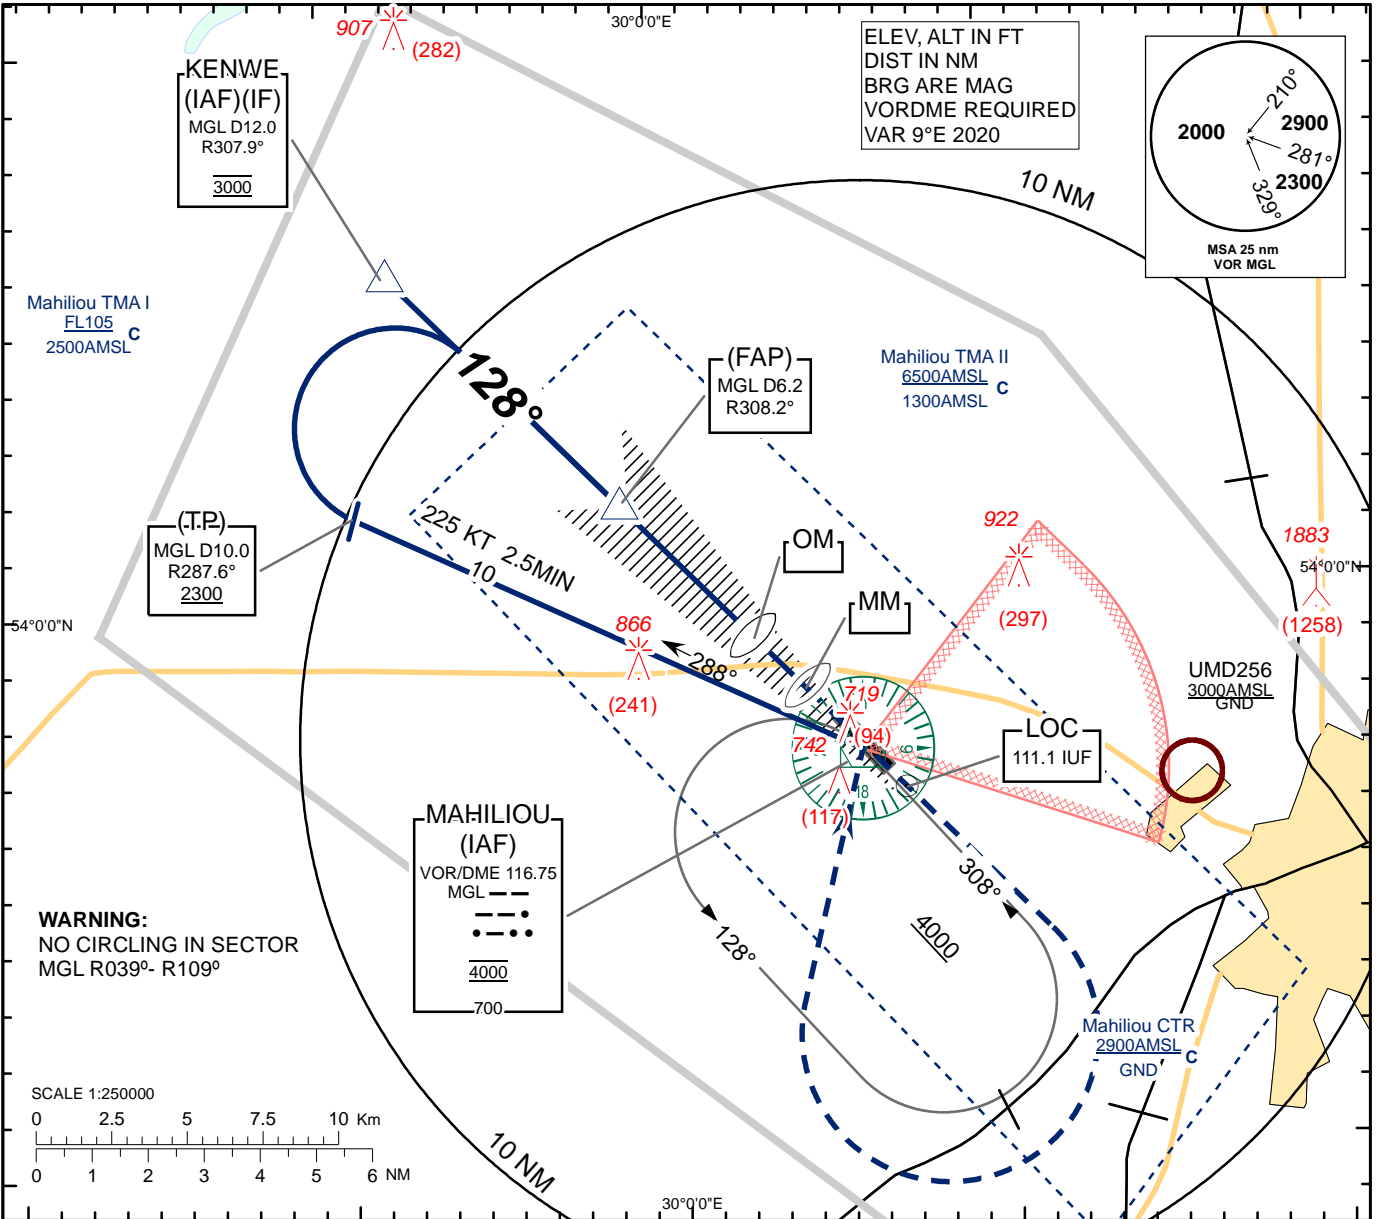 907
(282)
30°0'0"E
ELEV, ALT IN FT
DIST IN NM
BRG ARE MAG
VORDME REQUIRED
VAR 9°E 2020
210°
2000
2900
281°
2300
329°
MSA 25 nm
VOR MGL
KENWE
(IAF)(IF)
MGL D12.0
R307.9°
3000
10 NM
Mahiliou TMA I
FL105
C
2500AMSL
128°
(FAP)
MGL D6.2
R308.2°
Mahiliou TMA II
6500AMSL
C
1300AMSL
(TP)
MGL D10.0
R287.6°
2300
225 KT 2.5MIN
10
OM
MM
922
(297)
1883
54°0'0"N
(1258)
54°0'0"N
866
(241)
288°
719
(94)
742
(117)
18
9
LOC
111.1 IUF
UMD256
3000AMSL
GND
MAHILIOU
(IAF)
VOR/DME 116.75
MGL
4000
700
308°
4000
128°
WARNING:
NO CIRCLING IN SECTOR
MGL R039º- R109º
Mahiliou CTR
2900AMSL
C
GND
SCALE 1:250000
0 2.5 5 7.5 10 Km
0 1 2 3 4 5 6 NM
10 NM
30°0'0"E